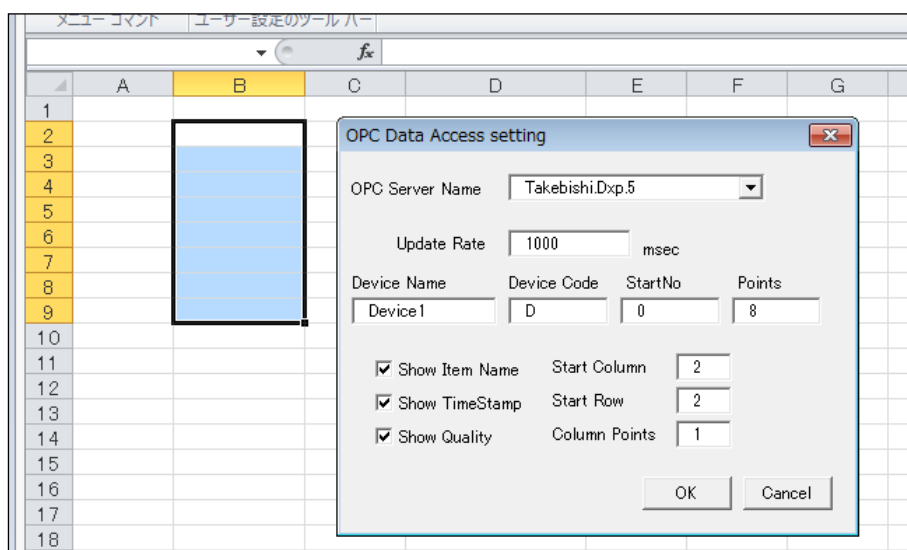 メニュー コマンド ユーザー設定のツール バー
fx
A B C D E F G
1
2
3
4
5
6
7
8
9
10
11
12
13
14
15
16
17
18
OPC Data Access setting
OPC Server Name Takebishi.Dxp.5
Update Rate 1000 msec
Device Name Device Code StartNo Points
Device1 D 0 8
Show Item Name Start Column 2
Show TimeStamp Start Row 2
Show Quality Column Points 1
OK Cancel